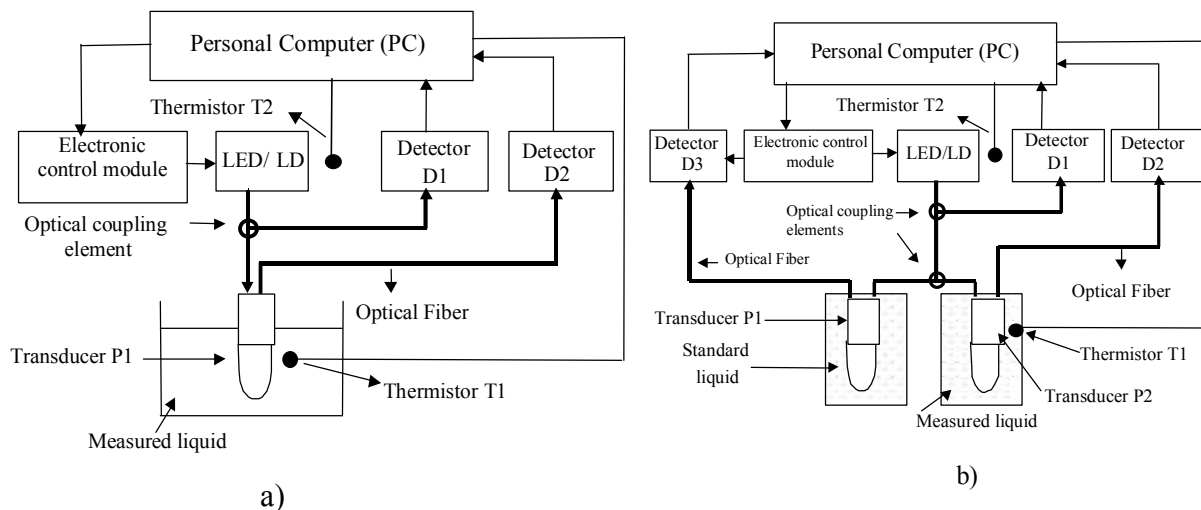 Personal Computer (PC)
Thermistor T2
Electronic
control module
LED/ LD
Detector
D1
Detector
D2
Optical coupling
element
Optical Fiber
Transducer P1
Thermistor T1
Measured liquid
a)
Personal Computer (PC)
Thermistor T2
Detector
D3
Electronic control
module
LED/LD
Detector
D1
Detector
D2
Optical coupling
elements
Optical Fiber
Optical Fiber
Transducer P1
Standard
liquid
Thermistor T1
Transducer P2
Measured liquid
b)